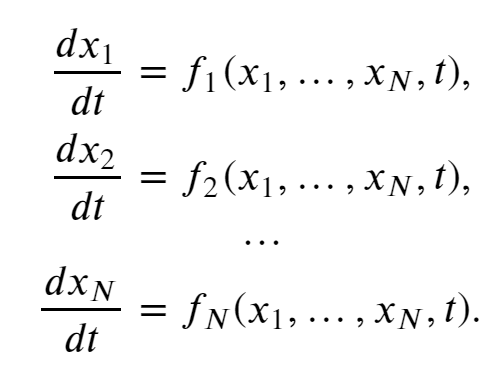 dx₁/dt = f₁(x₁, …, x_N, t),
dx₂/dt = f₂(x₁, …, x_N, t),
…
dx_N/dt = f_N(x₁, …, x_N, t).